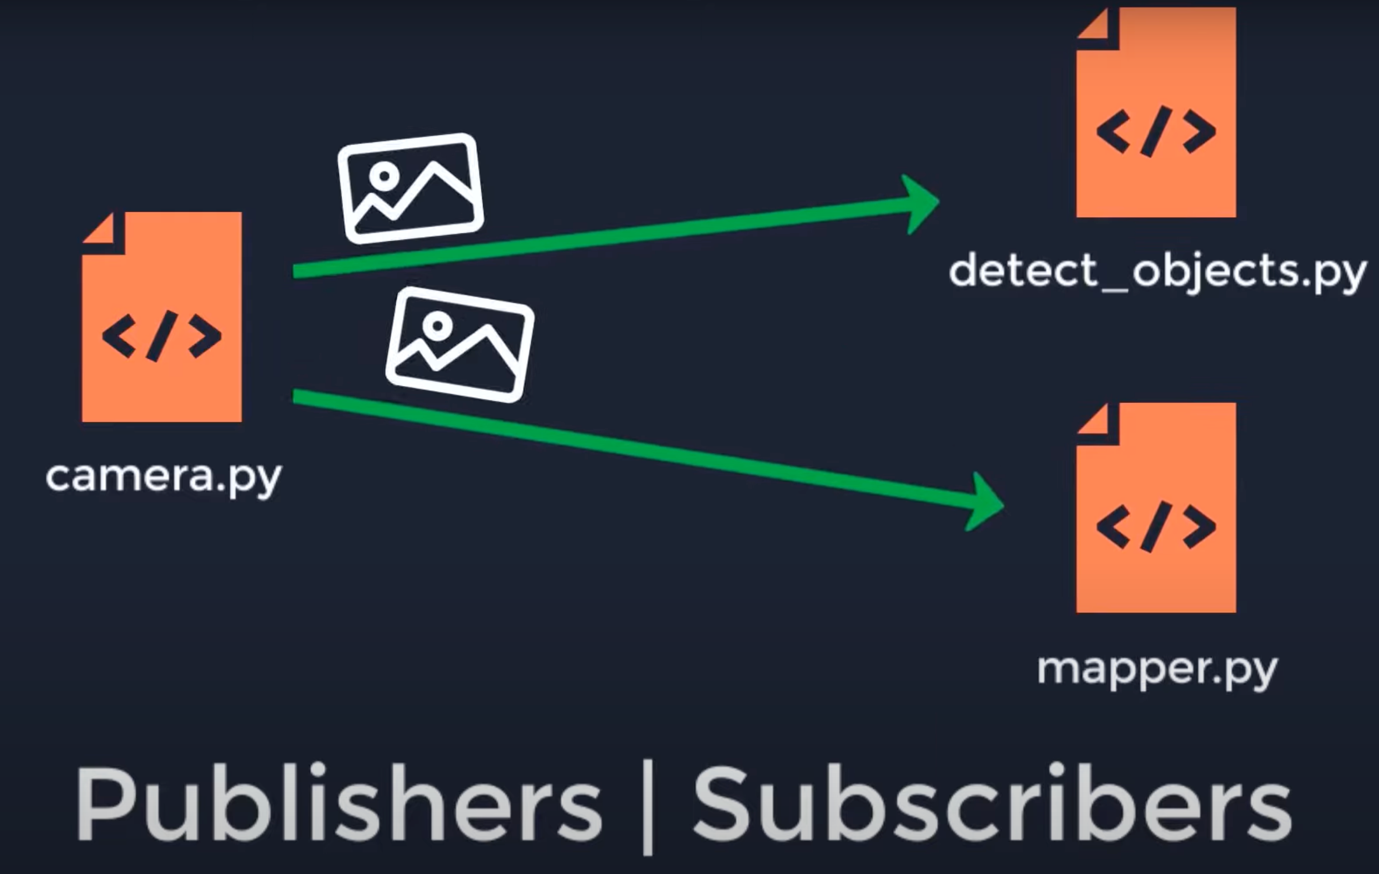 </>
detect_objects.py
</>
camera.py
</>
mapper.py
Publishers | Subscribers